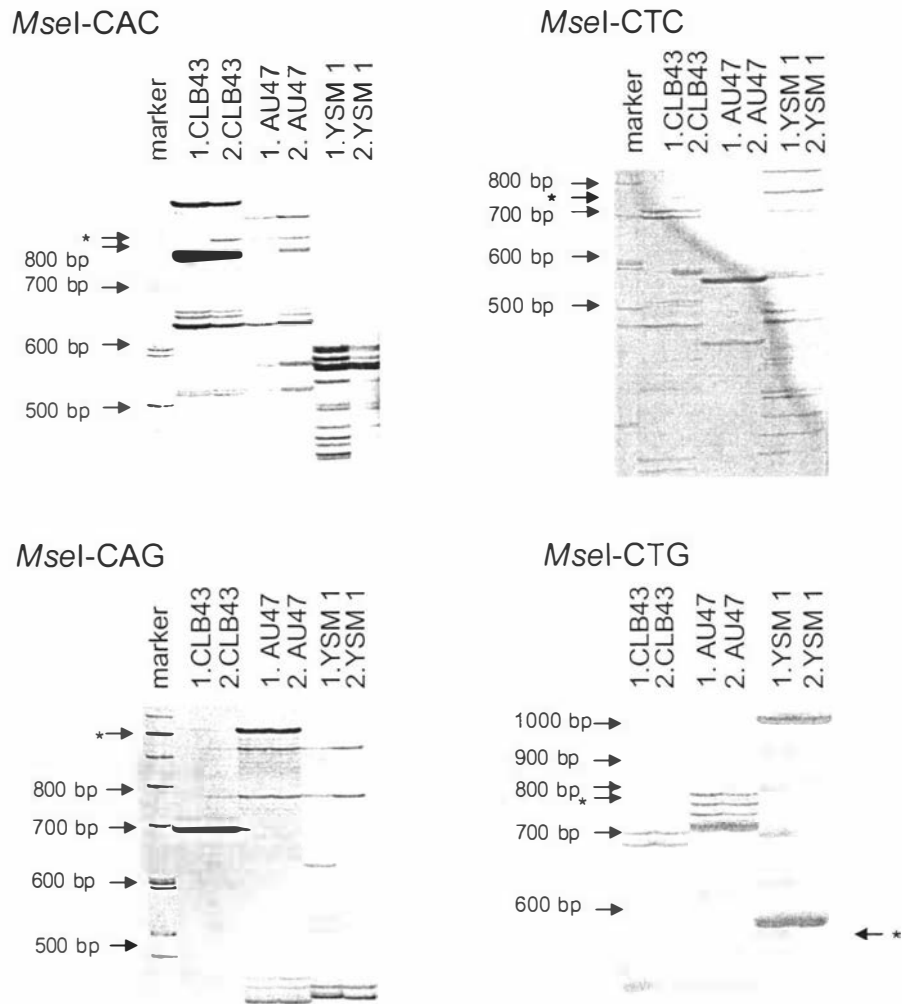 MseI-CAC
marker
1.CLB43
2.CLB43
1. AU47
2. AU47
1.YSM 1
2.YSM 1
*
800 bp
700 bp
600 bp
500 bp
MseI-CTC
marker
1.CLB43
2.CLB43
1. AU47
2. AU47
1.YSM 1
2.YSM 1
800 bp
*
700 bp
600 bp
500 bp
MseI-CAG
marker
1.CLB43
2.CLB43
1. AU47
2. AU47
1.YSM 1
2.YSM 1
*
800 bp
700 bp
600 bp
500 bp
MseI-CTG
1.CLB43
2.CLB43
1. AU47
2. AU47
1.YSM 1
2.YSM 1
1000 bp
900 bp
800 bp
*
700 bp
600 bp
*